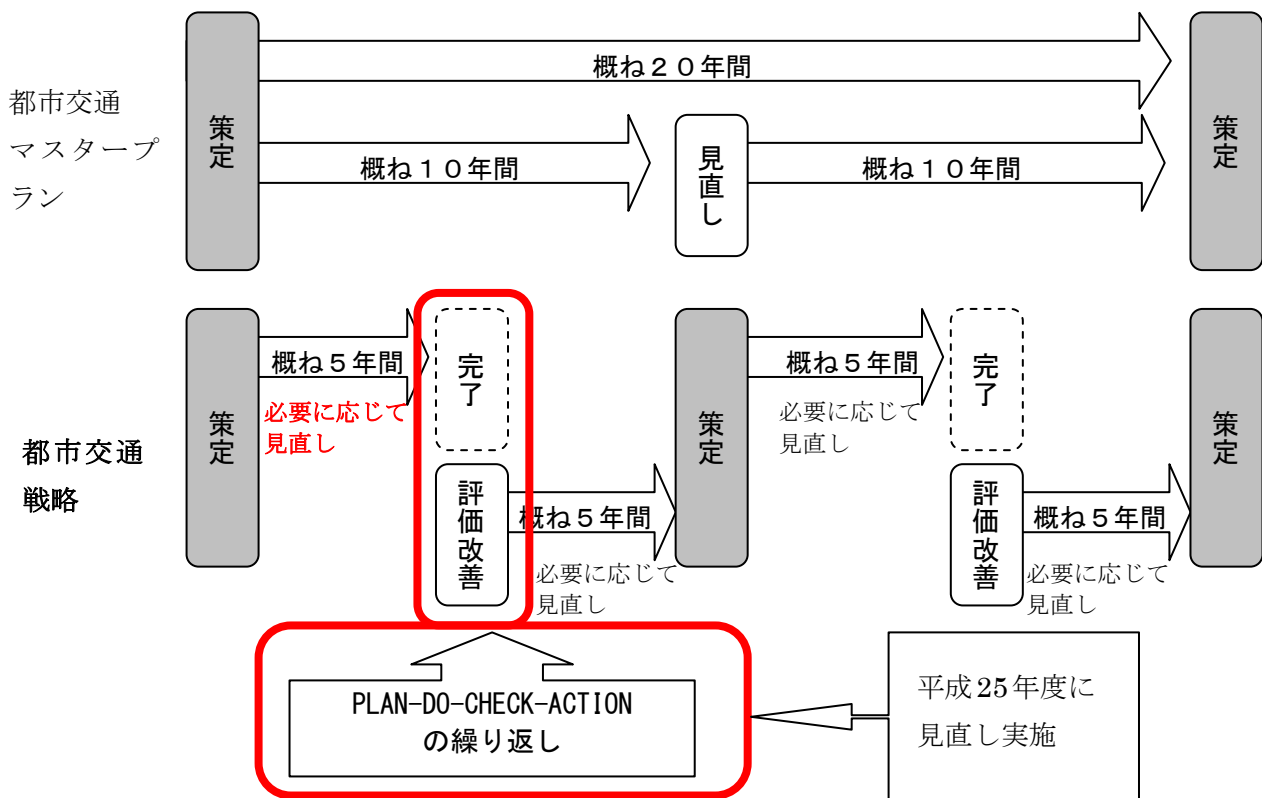 都市交通
マスタープ
ラン
策定
概ね２０年間
概ね１０年間
見直し
概ね１０年間
策定
都市交通
戦略
策定
概ね５年間
必要に応じて
見直し
完了
評価改善
概ね５年間
必要に応じて
見直し
策定
概ね５年間
必要に応じて
見直し
完了
評価改善
概ね５年間
必要に応じて
見直し
策定
PLAN-DO-CHECK-ACTION
の繰り返し
平成25年度に
見直し実施